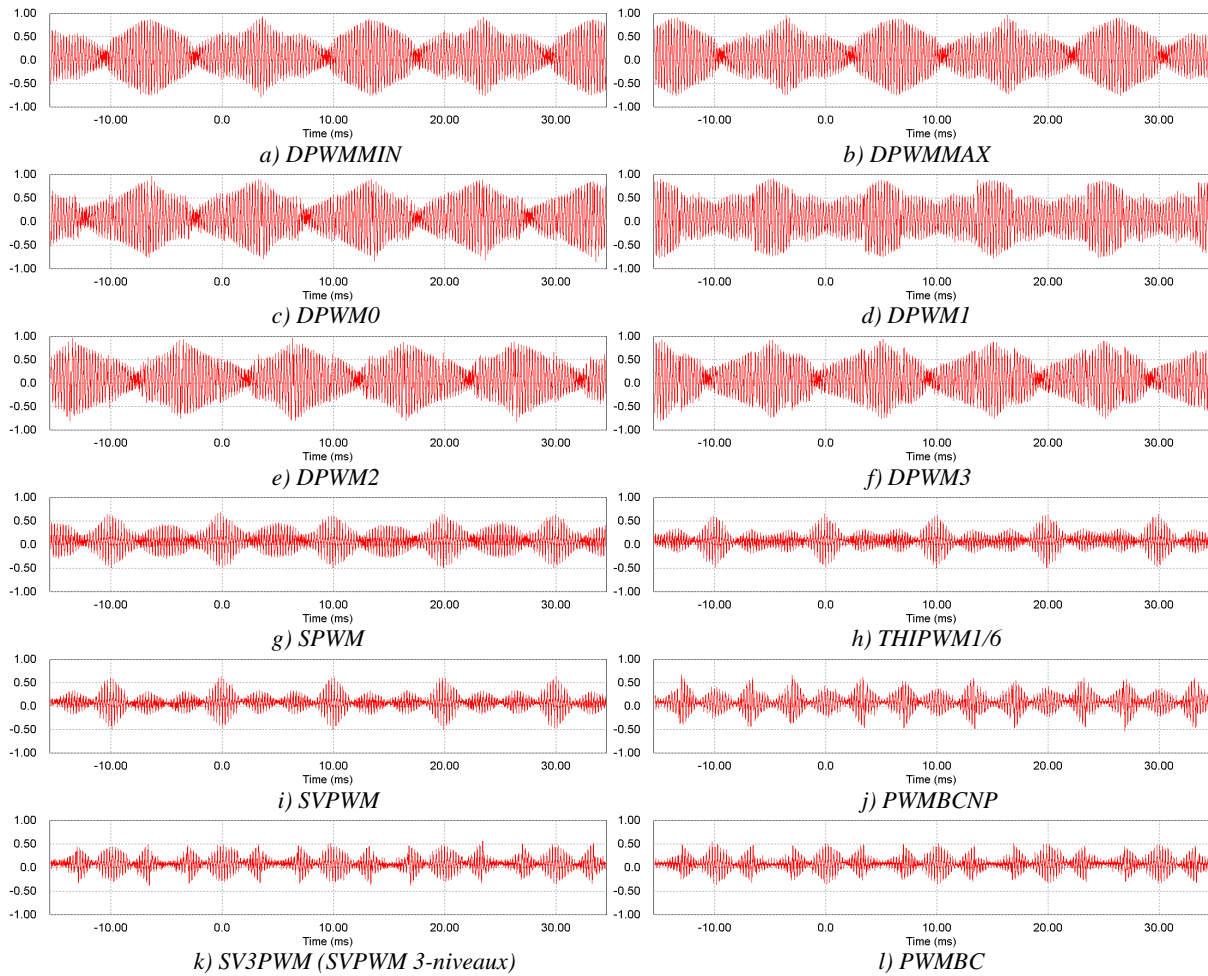 1.00 1.00
0.50 0.50
0.0 0.0
-0.50 -0.50
-1.00 -1.00
-10.00 0.0 10.00 20.00 30.00 -10.00 0.0 10.00 20.00 30.00
Time (ms) Time (ms)
a) DPWMMIN b) DPWMMAX
1.00 1.00
0.50 0.50
0.0 0.0
-0.50 -0.50
-1.00 -1.00
-10.00 0.0 10.00 20.00 30.00 -10.00 0.0 10.00 20.00 30.00
Time (ms) Time (ms)
c) DPWM0 d) DPWM1
1.00 1.00
0.50 0.50
0.0 0.0
-0.50 -0.50
-1.00 -1.00
-10.00 0.0 10.00 20.00 30.00 -10.00 0.0 10.00 20.00 30.00
Time (ms) Time (ms)
e) DPWM2 f) DPWM3
1.00 1.00
0.50 0.50
0.0 0.0
-0.50 -0.50
-1.00 -1.00
-10.00 0.0 10.00 20.00 30.00 -10.00 0.0 10.00 20.00 30.00
Time (ms) Time (ms)
g) SPWM h) THIPWM1/6
1.00 1.00
0.50 0.50
0.0 0.0
-0.50 -0.50
-1.00 -1.00
-10.00 0.0 10.00 20.00 30.00 -10.00 0.0 10.00 20.00 30.00
Time (ms) Time (ms)
i) SVPWM j) PWMBCNP
1.00 1.00
0.50 0.50
0.0 0.0
-0.50 -0.50
-1.00 -1.00
-10.00 0.0 10.00 20.00 30.00 -10.00 0.0 10.00 20.00 30.00
Time (ms) Time (ms)
k) SV3PWM (SVPWM 3-niveaux) l) PWMBC